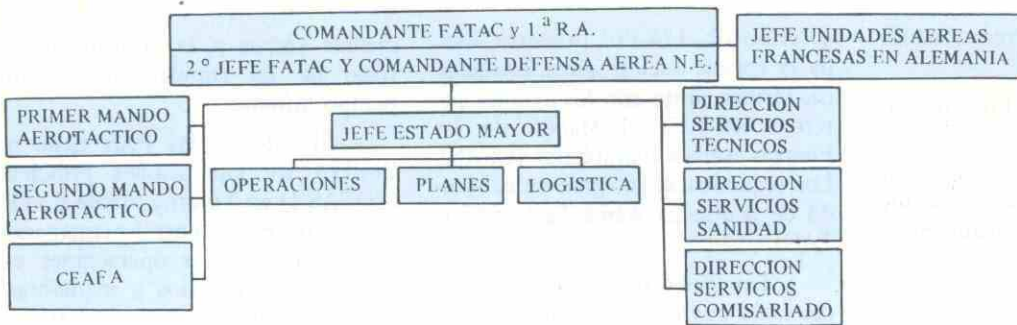 COMANDANTE FATAC y 1.ª R.A.
2.º JEFE FATAC Y COMANDANTE DEFENSA AEREA N.E.
JEFE UNIDADES AEREAS
FRANCESAS EN ALEMANIA
PRIMER MANDO
AEROTACTICO
JEFE ESTADO MAYOR
DIRECCION
SERVICIOS
TECNICOS
SEGUNDO MANDO
AEROTACTICO
OPERACIONES
PLANES
LOGISTICA
DIRECCION
SERVICIOS
SANIDAD
CEAFA
DIRECCION
SERVICIOS
COMISARIADO